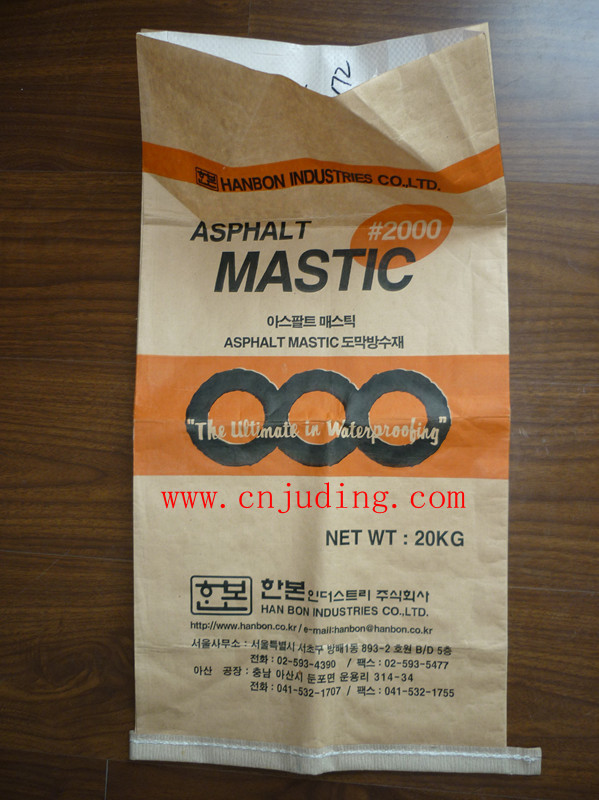 172
한보 HANBON INDUSTRIES CO.,LTD.
ASPHALT #2000
MASTIC
아스팔트 매스틱
ASPHALT MASTIC 도막방수재
"The Ultimate in Waterproofing"
www.cnjuding.com
NET WT : 20KG
한보 한본인더스트리 주식회사
HAN BON INDUSTRIES CO.,LTD.
http://www.hanbon.co.kr / e-mail:hanbon@hanbon.co.kr
서울사무소 : 서울특별시 서초구 방배1동 893-2 호원 B/D 5층
전화 : 02-593-4390 / 팩스 : 02-593-5477
아산 공장 : 충남 아산시 둔포면 운용리 314-34
전화 : 041-532-1707 / 팩스 : 041-532-1755